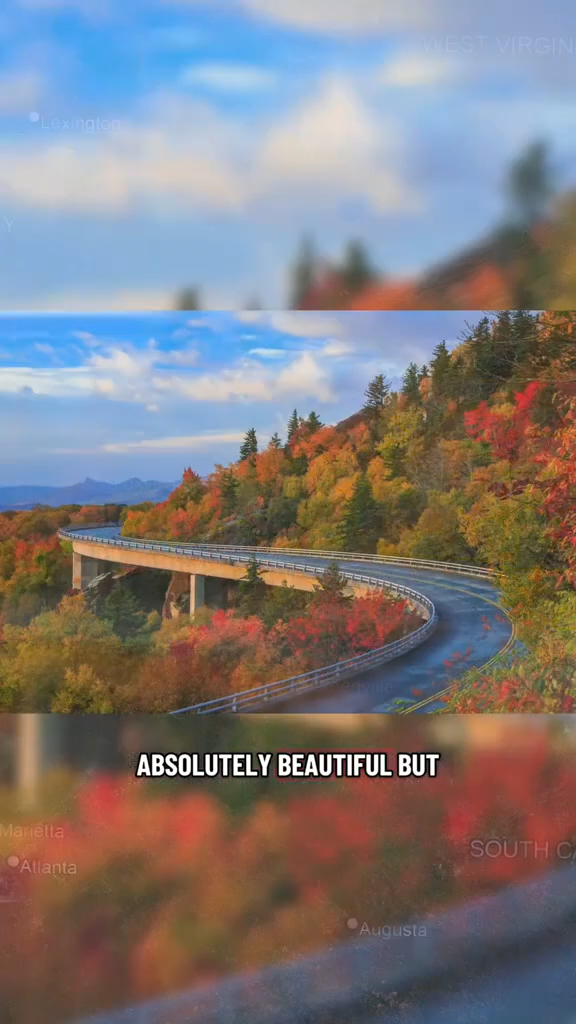 WEST VIRGIN
Lexington
Y
ABSOLUTELY BEAUTIFUL BUT
Marietta
Atlanta
SOUTH CA
Augusta